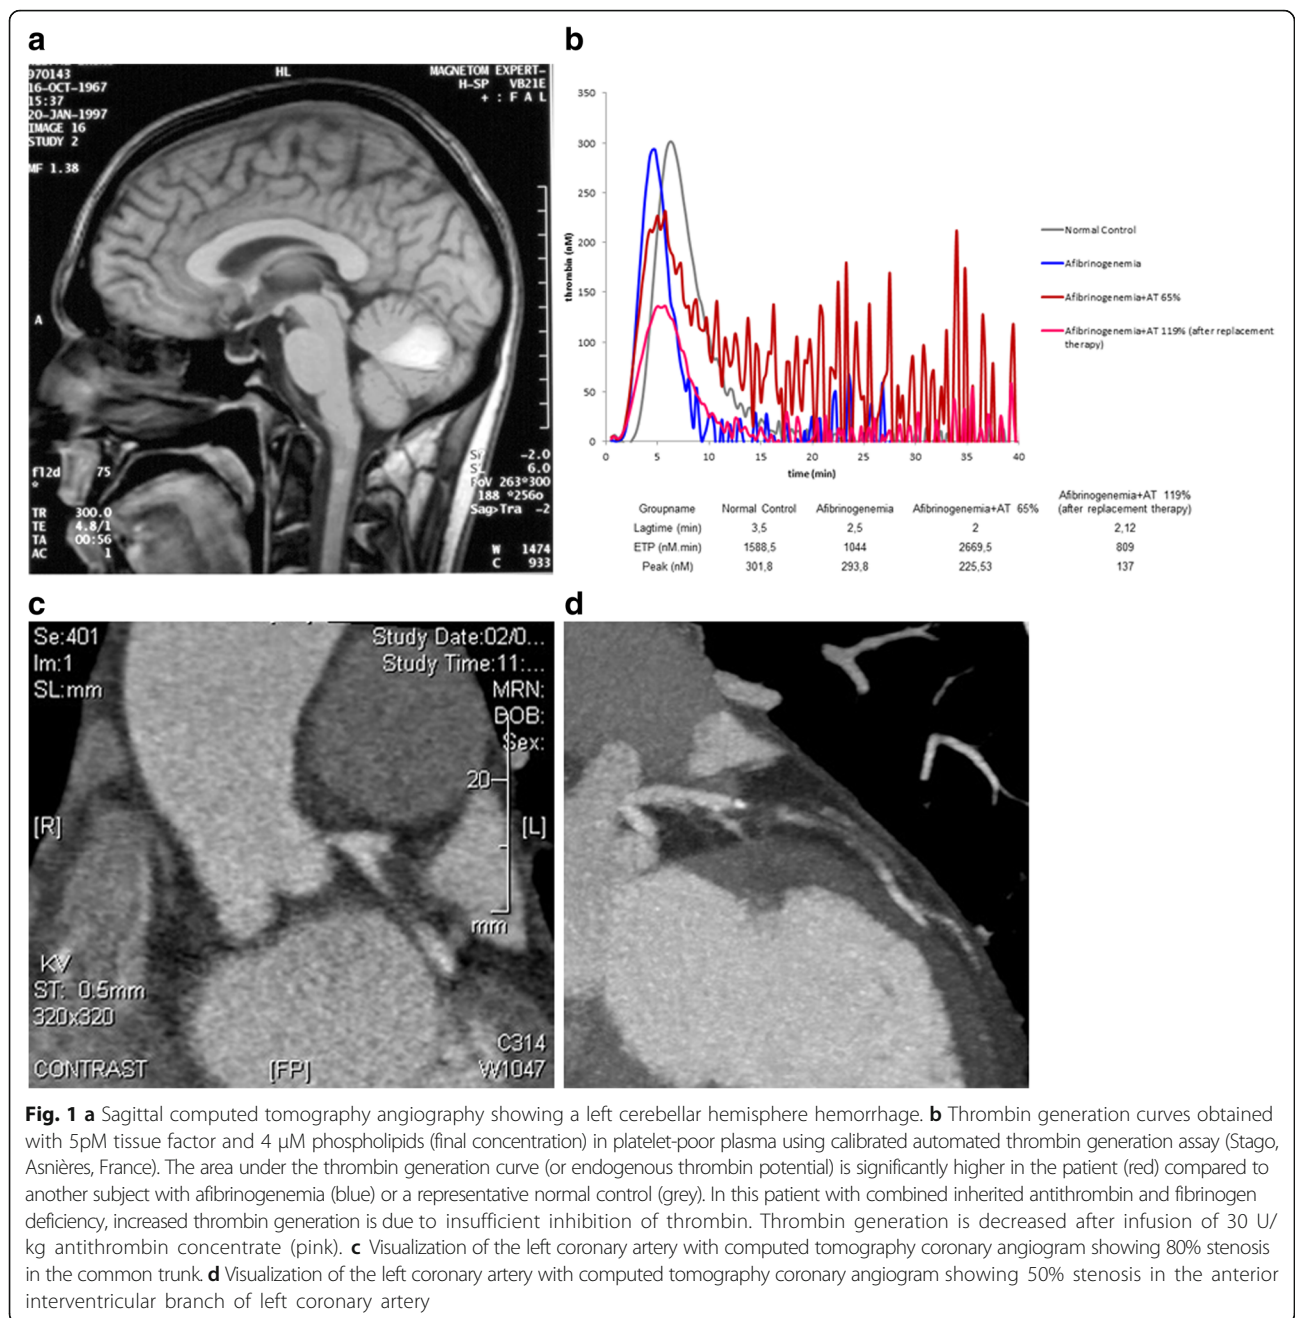 a
970143
16-OCT-1967
15:37
20-JAN-1997
IMAGE 16
STUDY 2
MF 1.38
HL
MAGNETOM EXPERT-
H-SP VB21E
+ : F A L
A
fl2d 75
*
TR 300.0
TE 4.8/1
TA 00:56
AC 1
-2.0
6.0
FoV 263*300
188 *256o
Sag>Tra -2
W 1474
C 933
b
350
300
250
200
150
100
50
0
thrombin (nM)
0 5 10 15 20 25 30 35 40
time (min)
Normal Control
Afibrinogenemia
Afibrinogenemia+AT 65%
Afibrinogenemia+AT 119% (after replacement
therapy)
Groupname Normal Control Afibrinogenemia Afibrinogenemia+AT 65% Afibrinogenemia+AT 119% (after replacement therapy)
Lagtime (min) 3,5 2,5 2 2,12
ETP (nM.min) 1588,5 1044 2669,5 809
Peak (nM) 301,8 293,8 225,53 137
c
Se:401
Im:1
SL:mm
Study Date:02/0...
Study Time:11:...
MRN:
DOB:
Sex:
20
[R]
[L]
mm
KV
ST: 0.5mm
320x320
CONTRAST
[FP]
C314
W1047
d
Fig. 1 a Sagittal computed tomography angiography showing a left cerebellar hemisphere hemorrhage. b Thrombin generation curves obtained
with 5pM tissue factor and 4 µM phospholipids (final concentration) in platelet-poor plasma using calibrated automated thrombin generation assay (Stago,
Asnières, France). The area under the thrombin generation curve (or endogenous thrombin potential) is significantly higher in the patient (red) compared to
another subject with afibrinogenemia (blue) or a representative normal control (grey). In this patient with combined inherited antithrombin and fibrinogen
deficiency, increased thrombin generation is due to insufficient inhibition of thrombin. Thrombin generation is decreased after infusion of 30 U/
kg antithrombin concentrate (pink). c Visualization of the left coronary artery with computed tomography coronary angiogram showing 80% stenosis
in the common trunk. d Visualization of the left coronary artery with computed tomography coronary angiogram showing 50% stenosis in the anterior
interventricular branch of left coronary artery